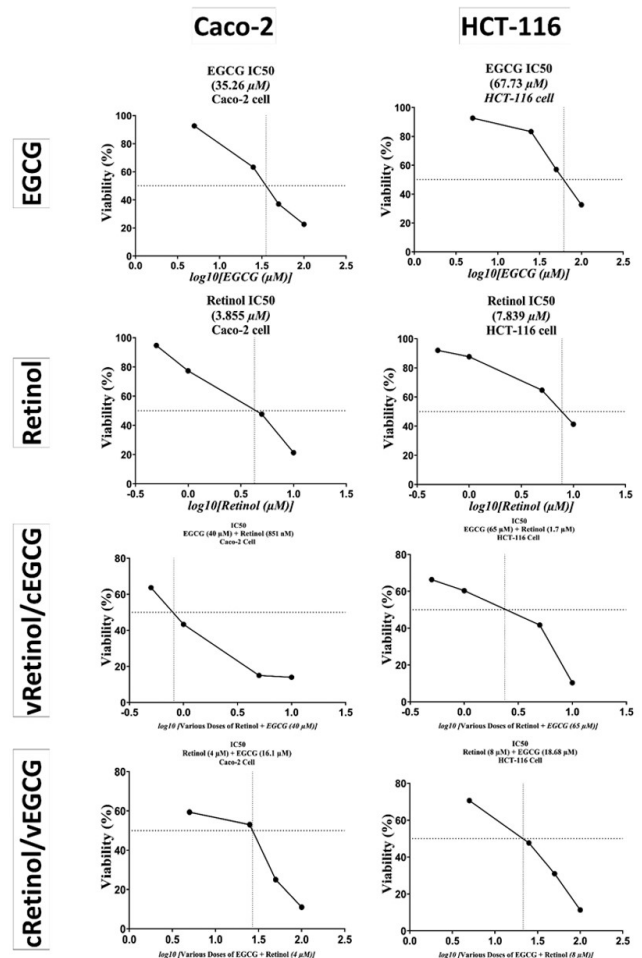 Caco-2
HCT-116
EGCG
EGCG IC50
(35.26 µM)
Caco-2 cell
Viability (%)
100
80
60
40
20
0
0.0 0.5 1.0 1.5 2.0 2.5
log10[EGCG (µM)]
EGCG IC50
(67.73 µM)
HCT-116 cell
Viability (%)
100
80
60
40
20
0
0.0 0.5 1.0 1.5 2.0 2.5
log10[EGCG (µM)]
Retinol
Retinol IC50
(3.855 µM)
Caco-2 cell
Viability (%)
100
80
60
40
20
0
-0.5 0.0 0.5 1.0 1.5
log10[Retinol (µM)]
Retinol IC50
(7.839 µM)
HCT-116 cell
Viability (%)
100
80
60
40
20
0
-0.5 0.0 0.5 1.0 1.5
log10[Retinol (µM)]
vRetinol/cEGCG
IC50
EGCG (40 µM) + Retinol (851 nM)
Caco-2 Cell
Viability (%)
80
60
40
20
0
-0.5 0.0 0.5 1.0 1.5
log10 [Various Doses of Retinol + EGCG (40 µM)]
IC50
EGCG (65 µM) + Retinol (1.7 µM)
HCT-116 Cell
Viability (%)
80
60
40
20
0
-0.5 0.0 0.5 1.0 1.5
log10 [Various Doses of Retinol + EGCG (65 µM)]
cRetinol/vEGCG
IC50
Retinol (4 µM) + EGCG (16.1 µM)
Caco-2 Cell
Viability (%)
80
60
40
20
0
0.0 0.5 1.0 1.5 2.0 2.5
log10 [Various Doses of EGCG + Retinol (4 µM)]
IC50
Retinol (8 µM) + EGCG (18.68 µM)
HCT-116 Cell
Viability (%)
80
60
40
20
0
0.0 0.5 1.0 1.5 2.0 2.5
log10 [Various Doses of EGCG + Retinol (8 µM)]